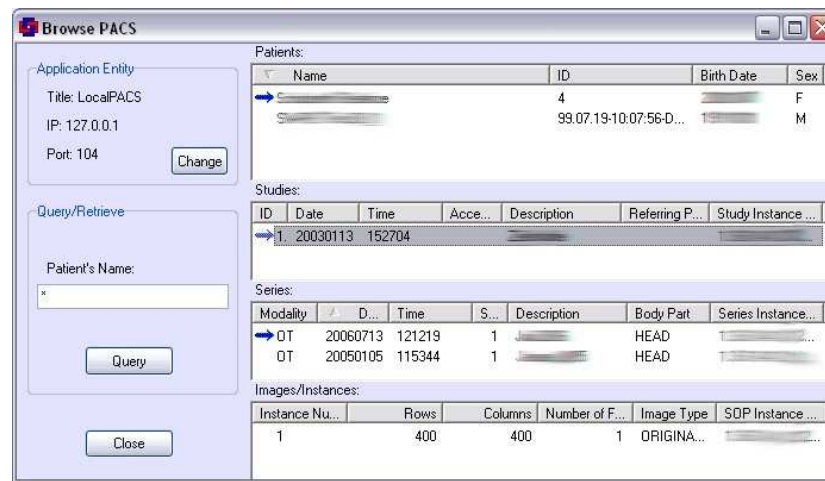 Browse PACS
Application Entity
Title: LocalPACS
IP: 127.0.0.1
Port: 104
Change
Query/Retrieve
Patient's Name:
*
Query
Close
Patients:
Name ID Birth Date Sex
4 F
99.07.19-10:07:56-D... M
Studies:
ID Date Time Acce... Description Referring P... Study Instance ...
1. 20030113 152704
Series:
Modality D... Time S... Description Body Part Series Instance...
OT 20060713 121219 1 HEAD
OT 20050105 115344 1 HEAD
Images/Instances:
Instance Nu... Rows Columns Number of F... Image Type SOP Instance ...
1 400 400 1 ORIGINA...